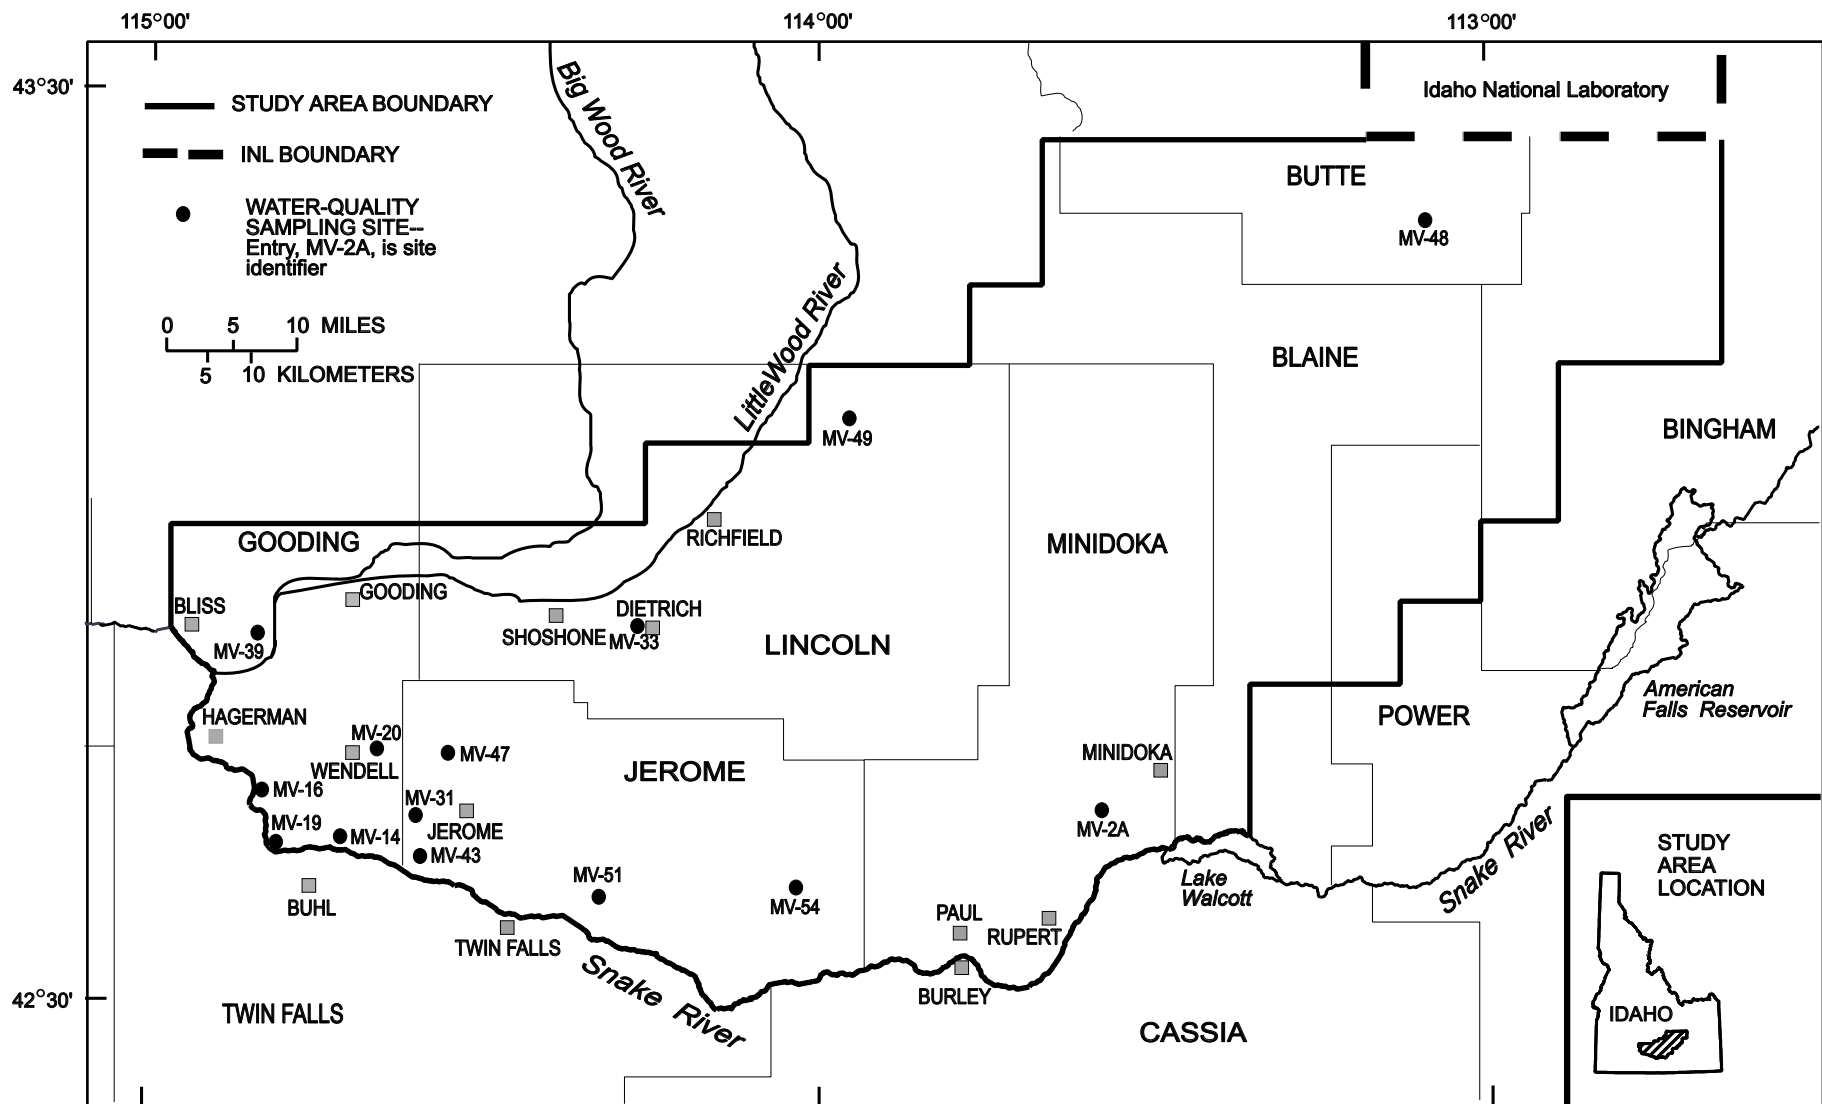 115°00'
114°00'
113°00'
43°30'
STUDY AREA BOUNDARY
INL BOUNDARY
WATER-QUALITY
SAMPLING SITE--
Entry, MV-2A, is site
identifier
0 5 10 MILES
5 10 KILOMETERS
Big Wood River
LittleWood River
Idaho National Laboratory
BUTTE
MV-48
BLAINE
MV-49
BINGHAM
RICHFIELD
GOODING
MINIDOKA
GOODING
BLISS
DIETRICH
SHOSHONE
MV-33
MV-39
LINCOLN
American
Falls Reservoir
HAGERMAN
POWER
MV-20
MV-47
MINIDOKA
WENDELL
JEROME
MV-16
MV-31
MV-19
MV-14
JEROME
MV-2A
MV-43
MV-51
MV-54
Lake
Walcott
Snake River
BUHL
PAUL
RUPERT
TWIN FALLS
Snake River
BURLEY
42°30'
TWIN FALLS
CASSIA
STUDY
AREA
LOCATION
IDAHO